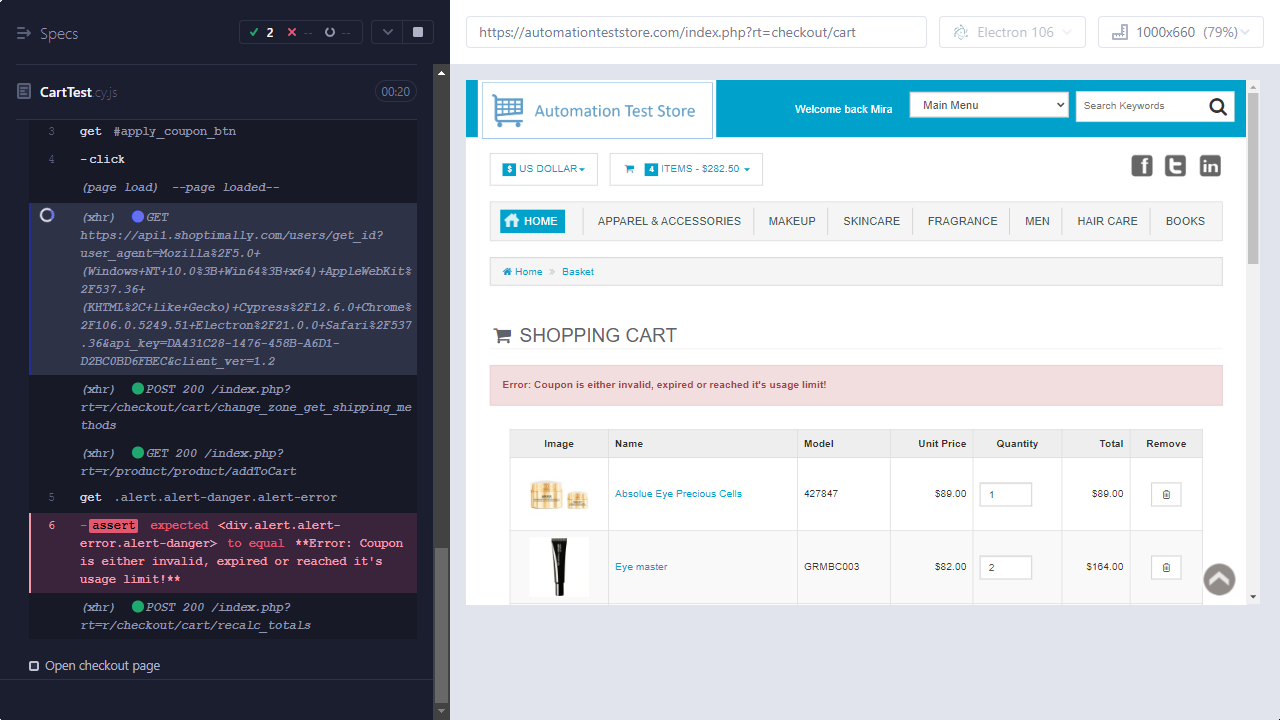 Specs
2
--
--
CartTest.cy.js
00:20
3 get #apply_coupon_btn
4 -click
(page load) --page loaded--
(xhr) GET
https://api1.shoptimally.com/users/get_id?
user_agent=Mozilla%2F5.0+
(Windows+NT+10.0%3B+Win64%3B+x64)+AppleWebKit%
2F537.36+
(KHTML%2C+like+Gecko)+Cypress%2F12.6.0+Chrome%
2F106.0.5249.51+Electron%2F21.0.0+Safari%2F537
.36&api_key=DA431C28-1476-458B-A6D1-
D2BC0BD6FBEC&client_ver=1.2
(xhr) POST 200 /index.php?
rt=r/checkout/cart/change_zone_get_shipping_me
thods
(xhr) GET 200 /index.php?
rt=r/product/product/addToCart
5 get .alert.alert-danger.alert-error
6 -assert expected <div.alert.alert-
error.alert-danger> to equal **Error: Coupon
is either invalid, expired or reached it's
usage limit!**
(xhr) POST 200 /index.php?
rt=r/checkout/cart/recalc_totals
Open checkout page
https://automationteststore.com/index.php?rt=checkout/cart
Electron 106
1000x660 (79%)
Automation Test Store
Welcome back Mira
Main Menu
Search Keywords
$ US DOLLAR
4 ITEMS - $282.50
f t in
HOME APPAREL & ACCESSORIES MAKEUP SKINCARE FRAGRANCE MEN HAIR CARE BOOKS
Home » Basket
SHOPPING CART
Error: Coupon is either invalid, expired or reached it's usage limit!
Image Name Model Unit Price Quantity Total Remove
Absolue Eye Precious Cells 427847 $89.00 1 $89.00
Eye master GRMBC003 $82.00 2 $164.00